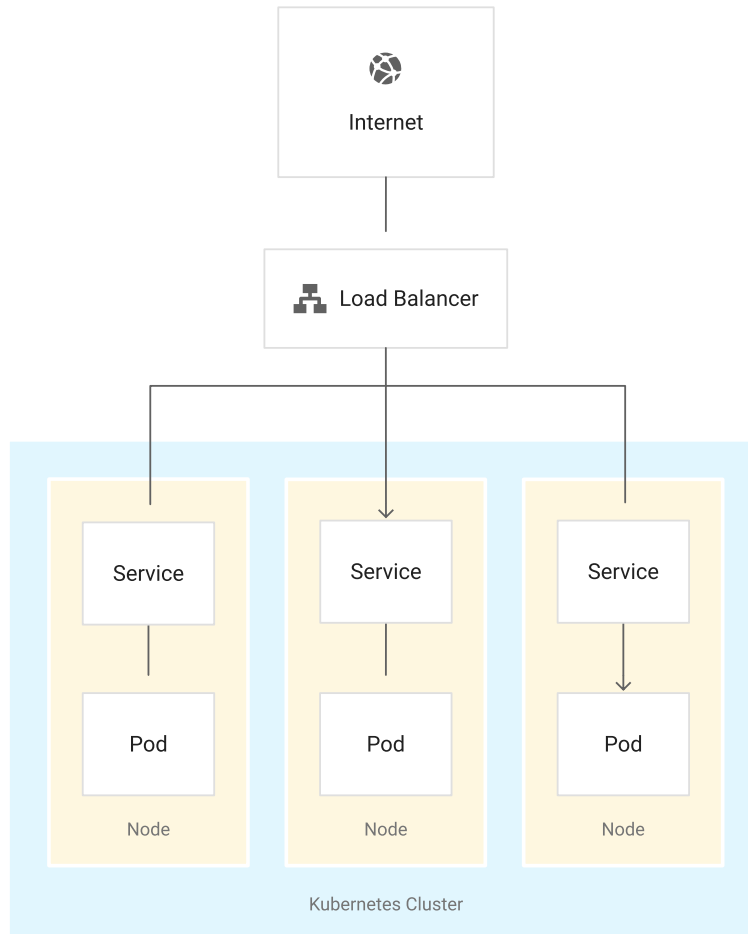 Internet
Load Balancer
Service
Service
Service
Pod
Pod
Pod
Node
Node
Node
Kubernetes Cluster